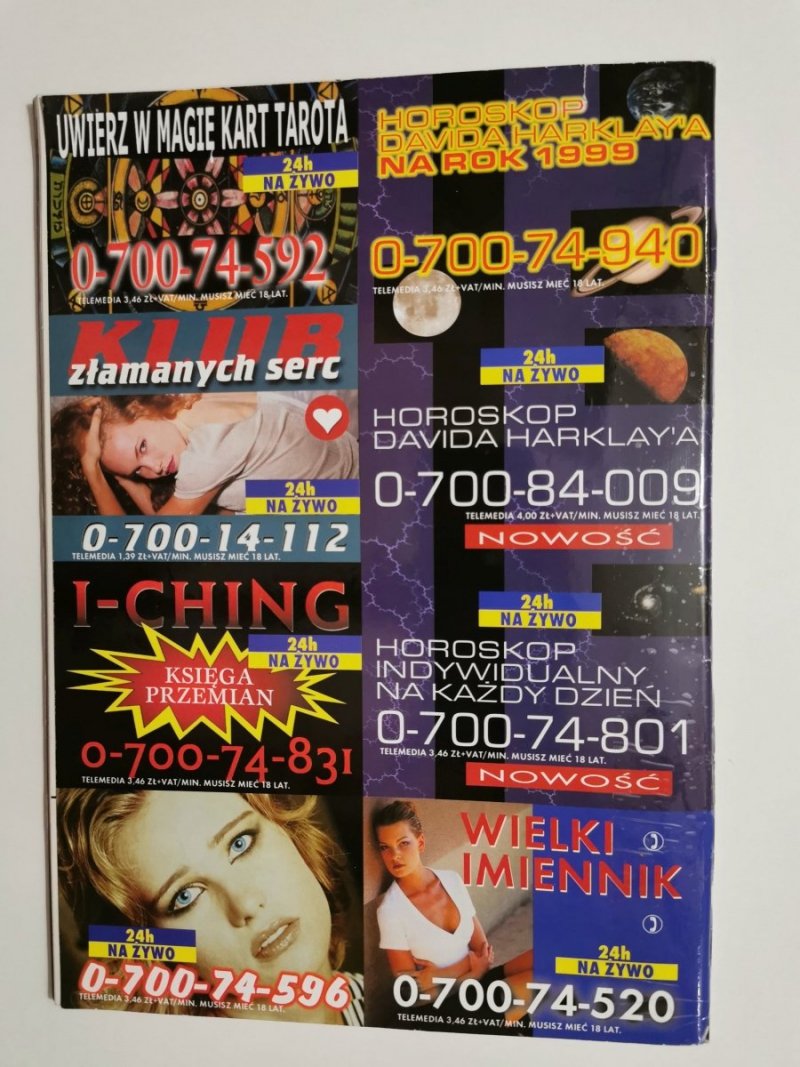 UWIERZ W MAGIE KART TAROTA
24h
NA ŻYWO
0-700-74-592
TELEMEDIA 3,46 ZŁ+VAT/MIN. MUSISZ MIEĆ 18 LAT.
KLUB
złamanych serc
24h
NA ŻYWO
0-700-14-112
TELEMEDIA 1,39 ZŁ+VAT/MIN. MUSISZ MIEĆ 18 LAT.
I-CHING
24h
NA ŻYWO
KSIĘGA
PRZEMIAN
0-700-74-831
TELEMEDIA 3,46 ZŁ+VAT/MIN. MUSISZ MIEĆ 18 LAT.
24h
NA ŻYWO
0-700-74-596
TELEMEDIA 3,46 ZŁ+VAT/MIN. MUSISZ MIEĆ 18 LAT.
HOROSKOP
DAVIDA HARKLAY'A
NA ROK 1999
0-700-74-940
TELEMEDIA 3,46 ZŁ+VAT/MIN. MUSISZ MIEĆ 18 LAT.
24h
NA ŻYWO
HOROSKOP
DAVIDA HARKLAY'A
0-700-84-009
TELEMEDIA 4,00 ZŁ+VAT/MIN. MUSISZ MIEĆ 18 LAT.
NOWOŚĆ
24h
NA ŻYWO
HOROSKOP
INDYWIDUALNY
NA KAŻDY DZIEŃ
0-700-74-801
TELEMEDIA 3,46 ZŁ+VAT/MIN. MUSISZ MIEĆ 18 LAT.
NOWOŚĆ
WIELKI
IMIENNIK
24h
NA ŻYWO
0-700-74-520
TELEMEDIA 3,46 ZŁ+VAT/MIN. MUSISZ MIEĆ 18 LAT.